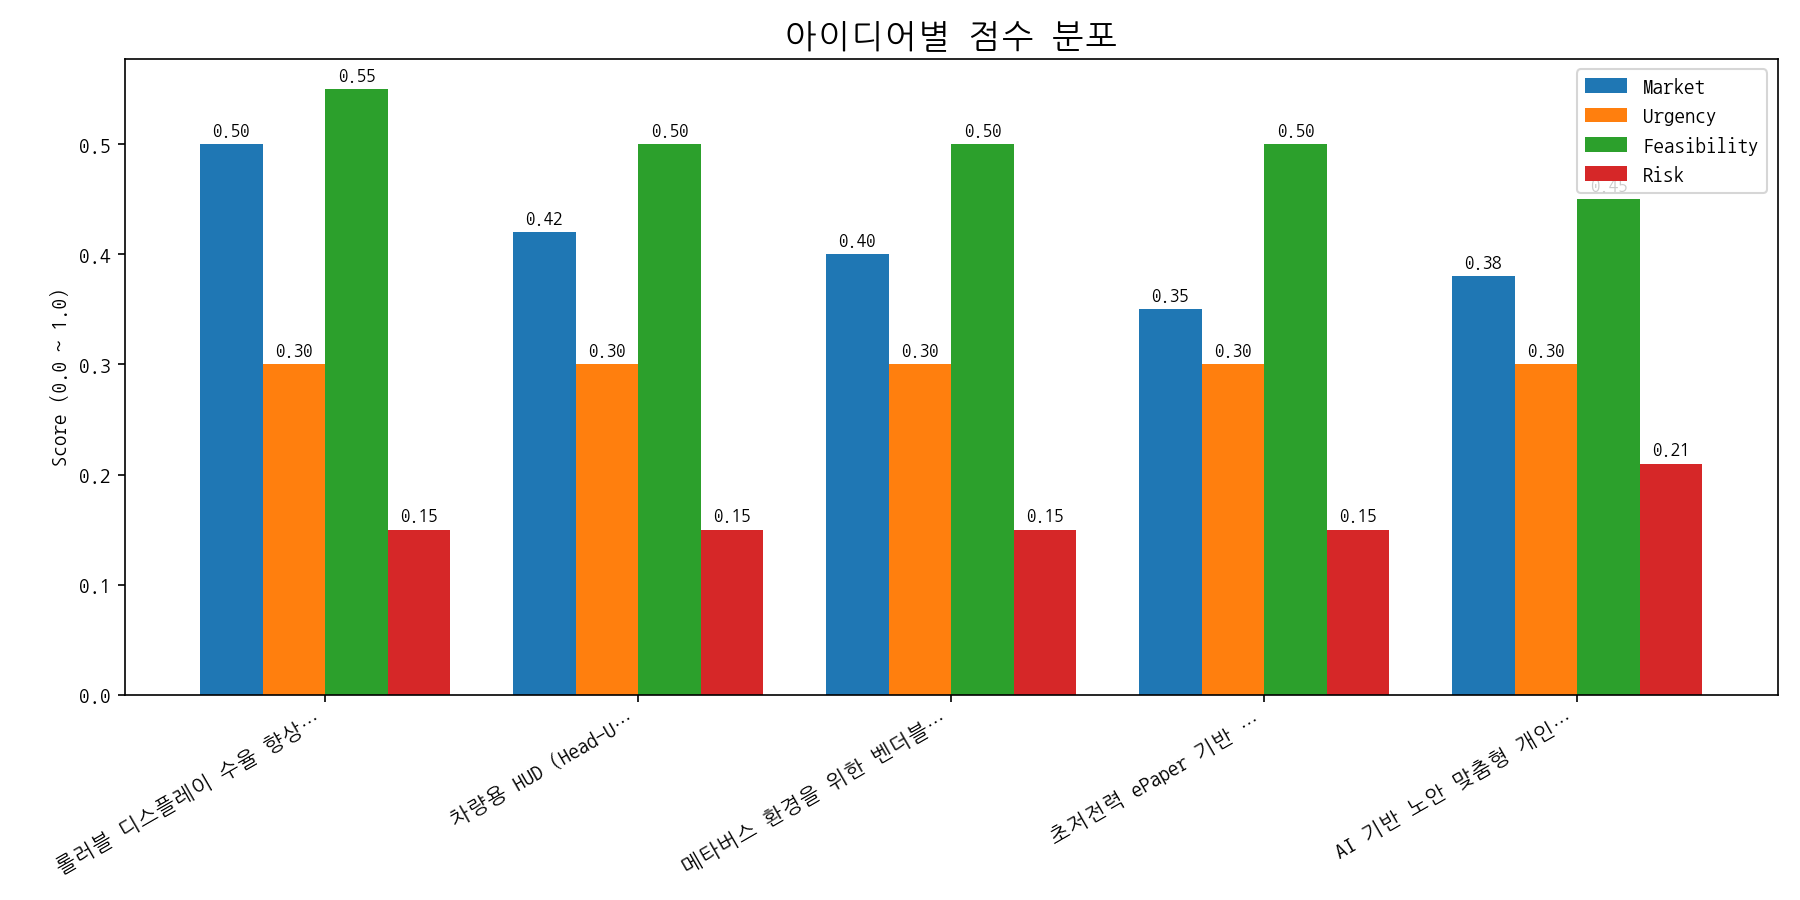 아이디어별 점수 분포
Market
Urgency
Feasibility
Risk
Score (0.0 ~ 1.0)
0.5
0.4
0.3
0.2
0.1
0.0
0.50
0.30
0.55
0.15
0.42
0.30
0.50
0.15
0.40
0.30
0.50
0.15
0.35
0.30
0.50
0.15
0.38
0.30
0.45
0.21
롤러블 디스플레이 수율 향상…
차량용 HUD (Head-U…
메타버스 환경을 위한 벤더블…
초저전력 ePaper 기반 …
AI 기반 노안 맞춤형 개인…